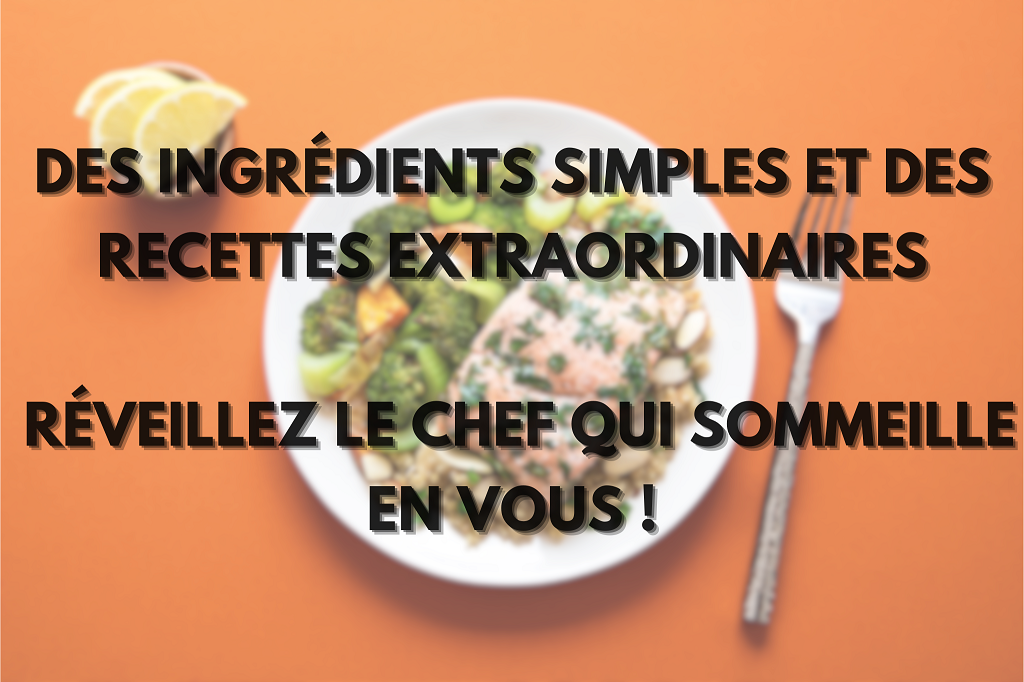 DES INGRÉDIENTS SIMPLES ET DES
RECETTES EXTRAORDINAIRES
RÉVEILLEZ LE CHEF QUI SOMMEILLE
EN VOUS !